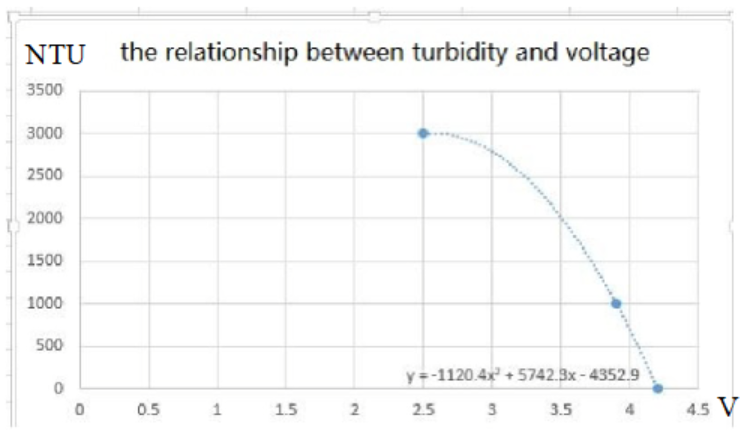 NTU the relationship between turbidity and voltage
3500
3000
2500
2000
1500
1000
500
0
y = -1120.4x² + 5742.3x - 4352.9
0 0.5 1 1.5 2 2.5 3 3.5 4 4.5 V